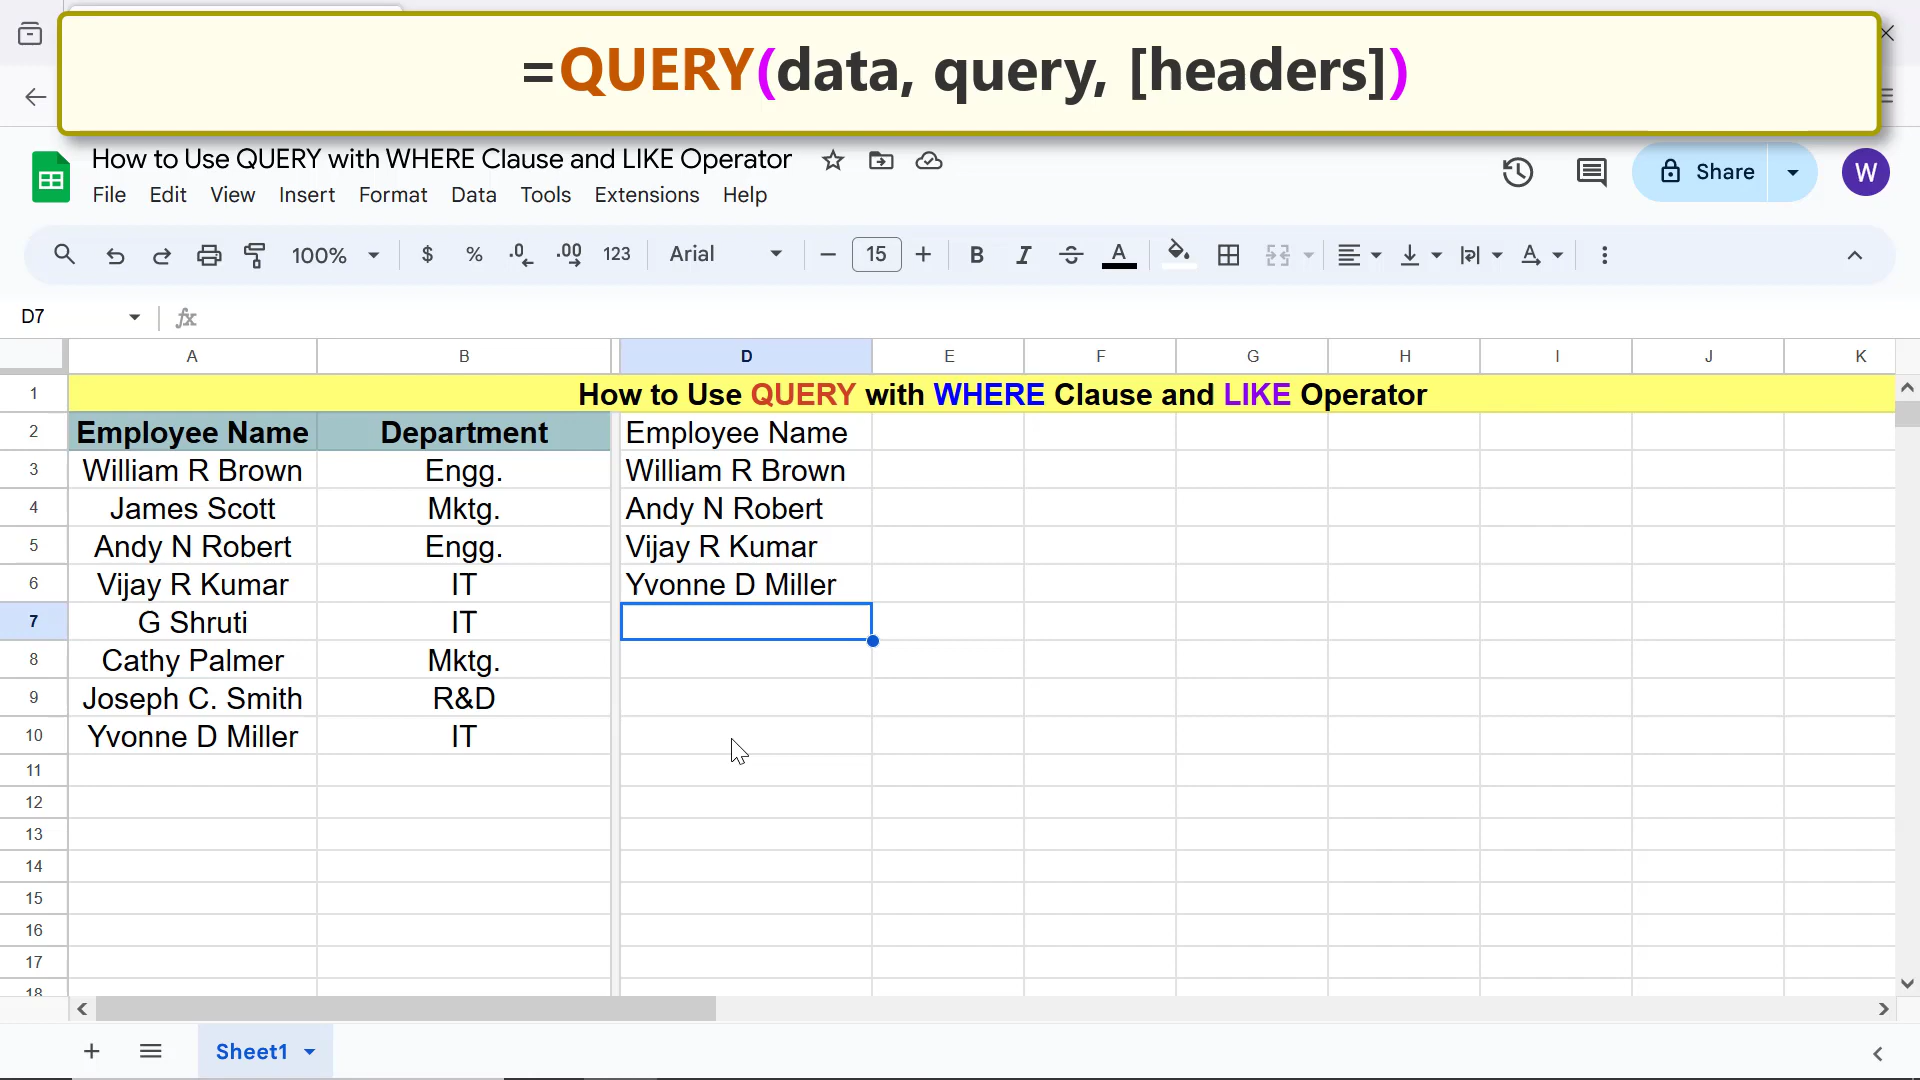 =QUERY(data, query, [headers])
How to Use QUERY with WHERE Clause and LIKE Operator
Share
W
File Edit View Insert Format Data Tools Extensions Help
100% $ % .0 .00 123 Arial 15 B I A A
D7 fx
A B D E F G H I J K
1 How to Use QUERY with WHERE Clause and LIKE Operator
2 Employee Name Department Employee Name
3 William R Brown Engg. William R Brown
4 James Scott Mktg. Andy N Robert
5 Andy N Robert Engg. Vijay R Kumar
6 Vijay R Kumar IT Yvonne D Miller
7 G Shruti IT
8 Cathy Palmer Mktg.
9 Joseph C. Smith R&D
10 Yvonne D Miller IT
11
12
13
14
15
16
17
18
Sheet1